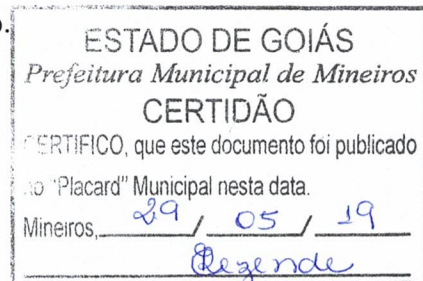 ESTADO DE GOIÁS
Prefeitura Municipal de Mineiros
CERTIDÃO
CERTIFICO, que este documento foi publicado
no "Placard" Municipal nesta data.
Mineiros, 29 / 05 / 19
Rezende